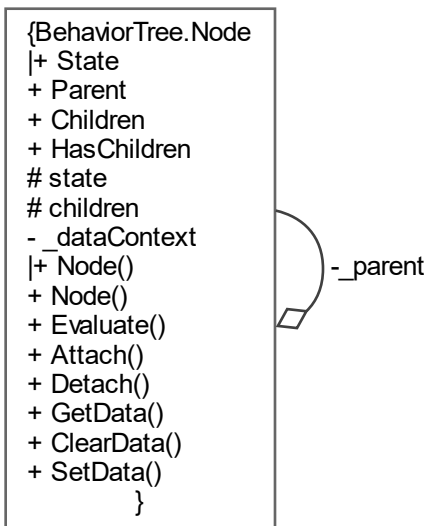 {BehaviorTree.Node
|+ State
+ Parent
+ Children
+ HasChildren
# state
# children
- _dataContext
|+ Node()
+ Node()
+ Evaluate()
+ Attach()
+ Detach()
+ GetData()
+ ClearData()
+ SetData()
}
-_parent